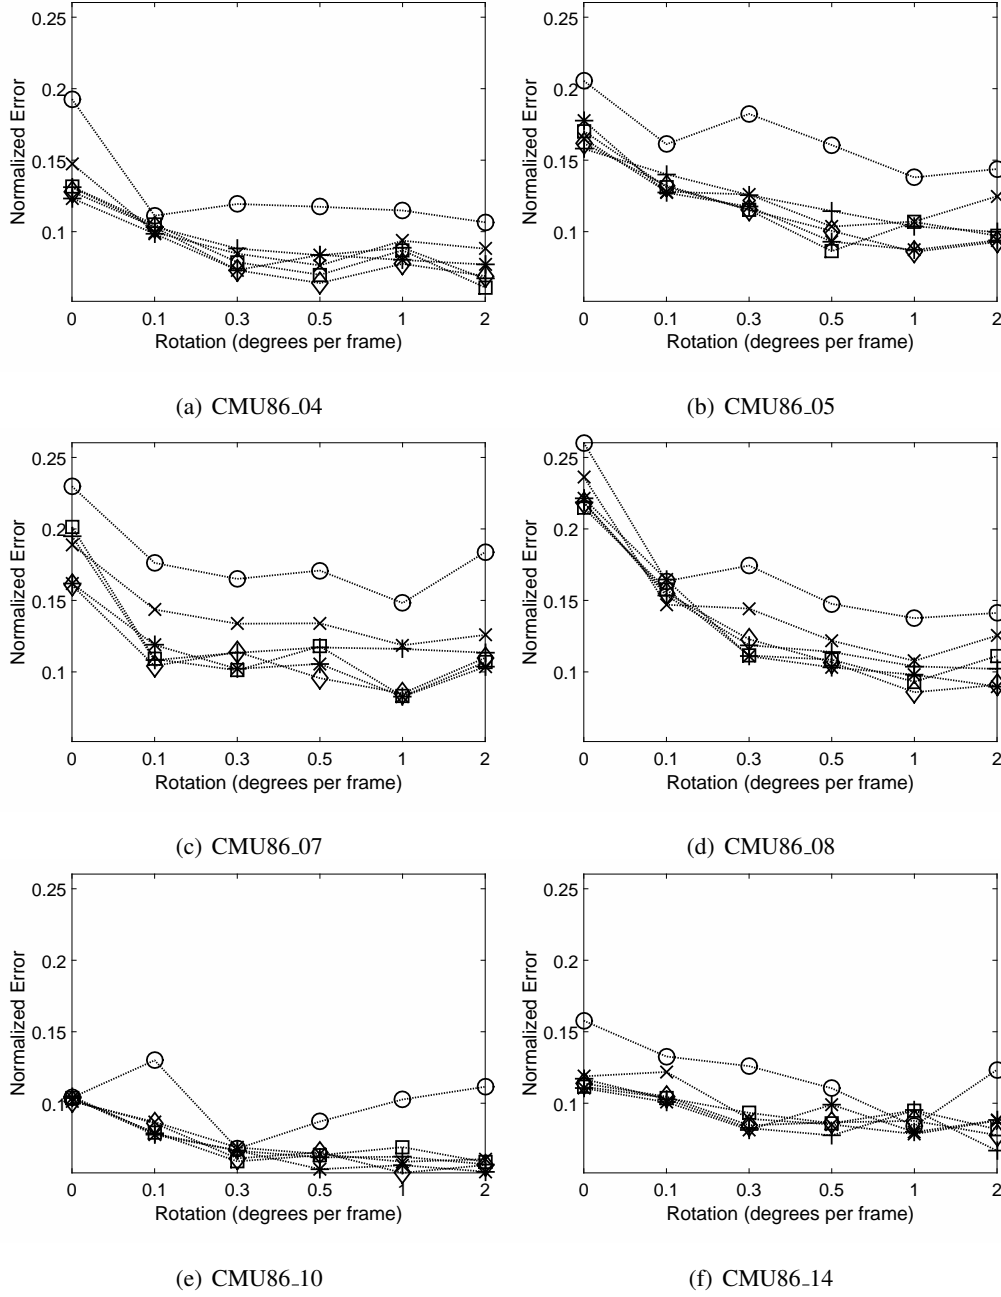 0.25
0.2
0.15
0.1
Normalized Error
0 0.1 0.3 0.5 1 2
Rotation (degrees per frame)
(a) CMU86_04
0.25
0.2
0.15
0.1
Normalized Error
0 0.1 0.3 0.5 1 2
Rotation (degrees per frame)
(b) CMU86_05
0.25
0.2
0.15
0.1
Normalized Error
0 0.1 0.3 0.5 1 2
Rotation (degrees per frame)
(c) CMU86_07
0.25
0.2
0.15
0.1
Normalized Error
0 0.1 0.3 0.5 1 2
Rotation (degrees per frame)
(d) CMU86_08
0.25
0.2
0.15
0.1
Normalized Error
0 0.1 0.3 0.5 1 2
Rotation (degrees per frame)
(e) CMU86_10
0.25
0.2
0.15
0.1
Normalized Error
0 0.1 0.3 0.5 1 2
Rotation (degrees per frame)
(f) CMU86_14